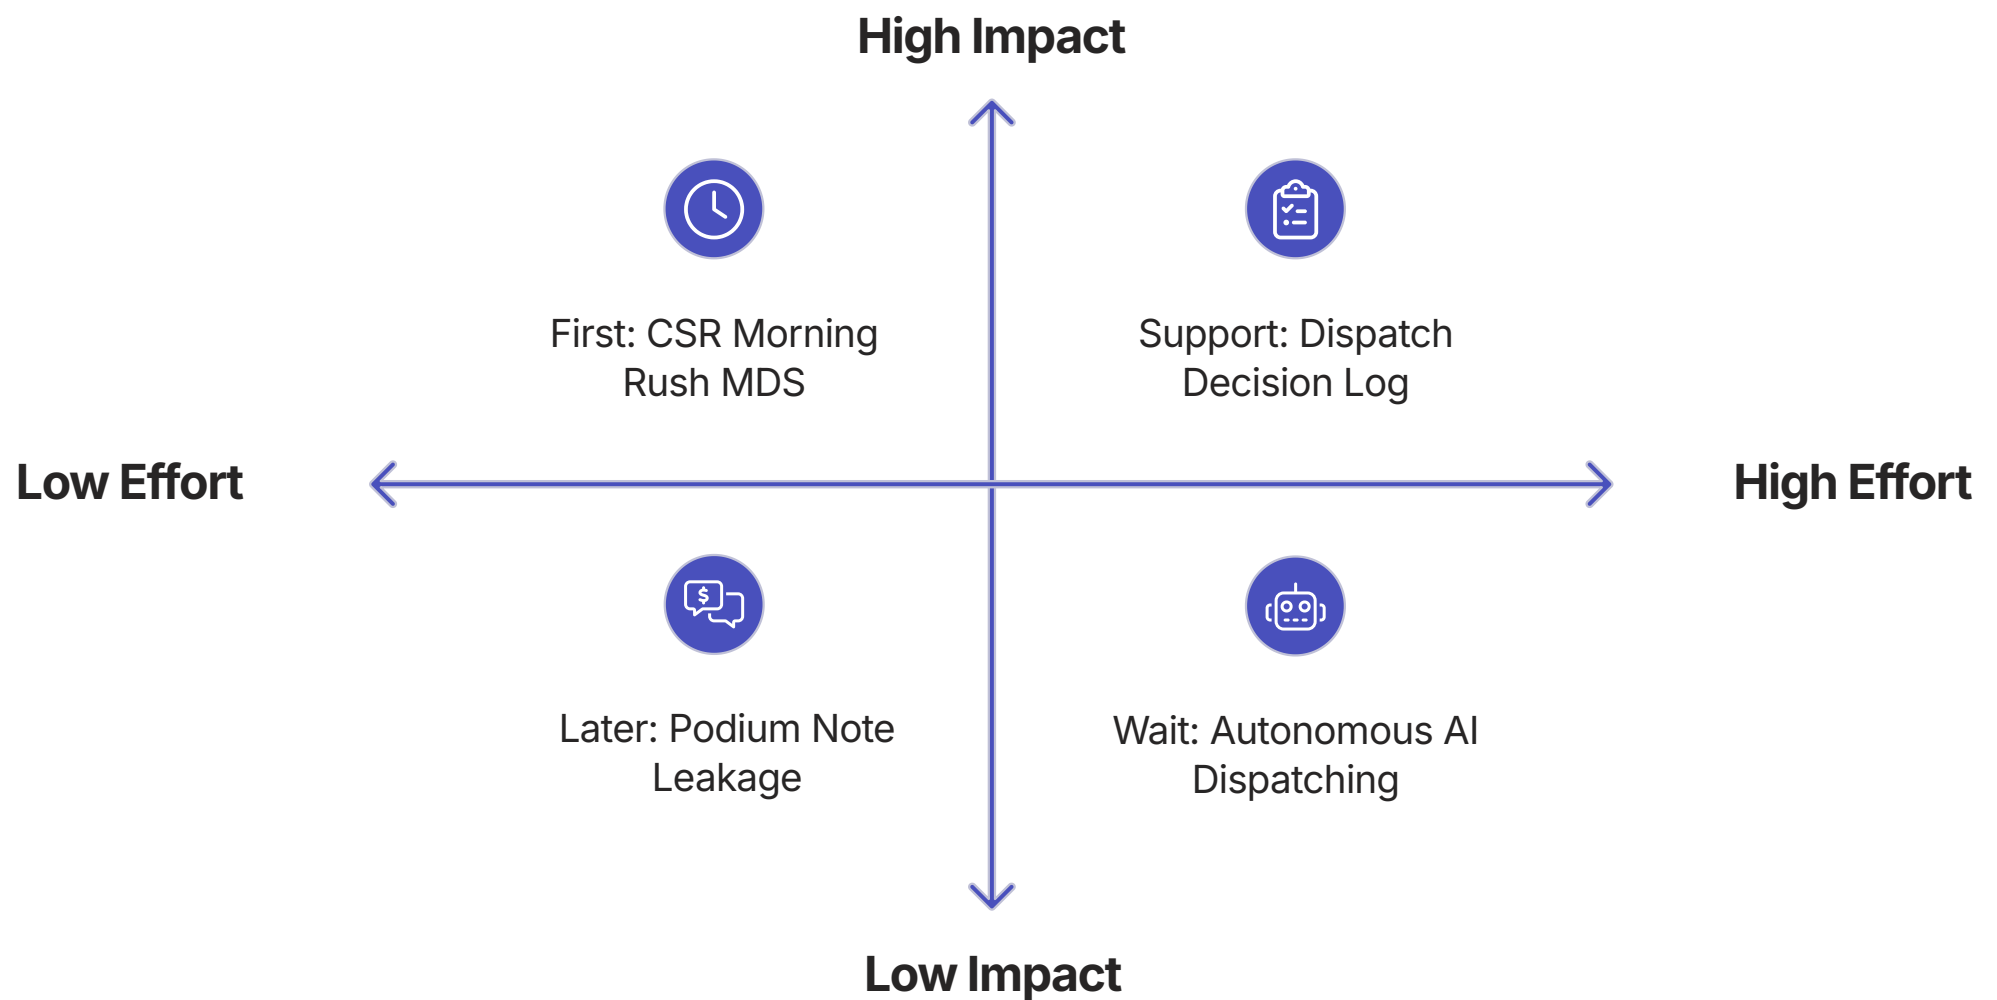 High Impact
First: CSR Morning
Rush MDS
Support: Dispatch
Decision Log
Low Effort
High Effort
$
Later: Podium Note
Leakage
Wait: Autonomous AI
Dispatching
Low Impact